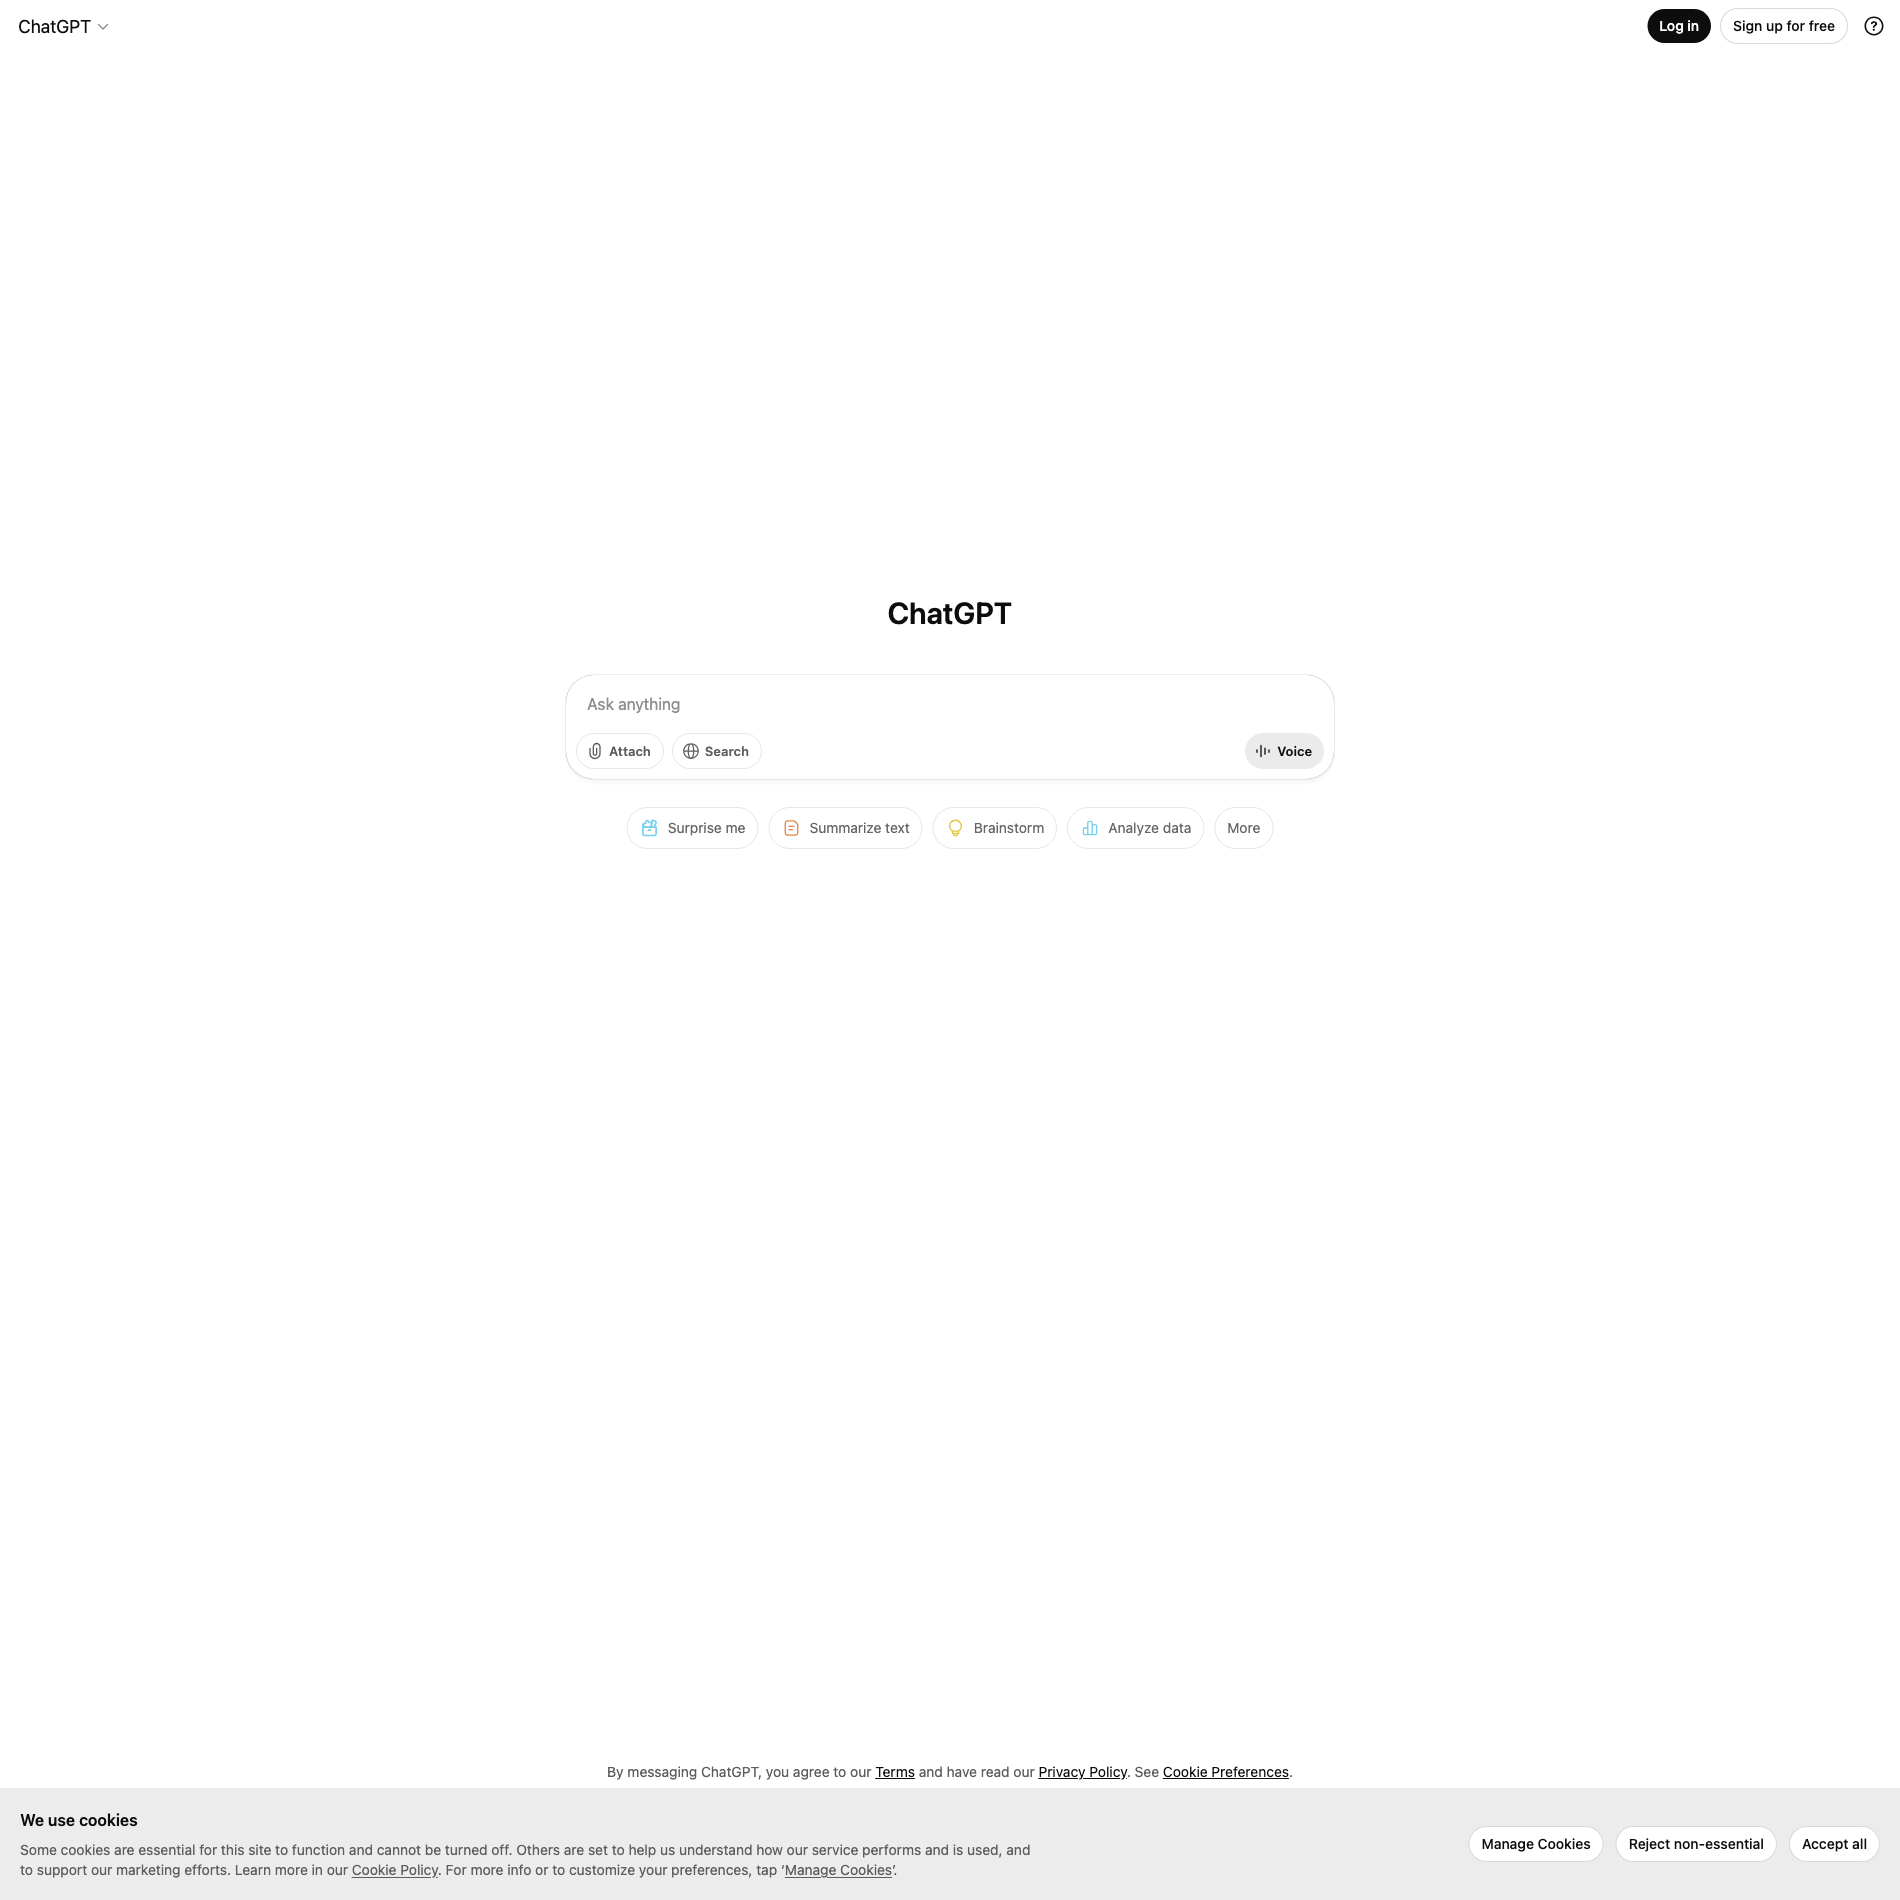 ChatGPT
Log in
Sign up for free
ChatGPT
Ask anything
Attach
Search
Voice
Surprise me
Summarize text
Brainstorm
Analyze data
More
By messaging ChatGPT, you agree to our Terms and have read our Privacy Policy. See Cookie Preferences.
We use cookies
Some cookies are essential for this site to function and cannot be turned off. Others are set to help us understand how our service performs and is used, and
to support our marketing efforts. Learn more in our Cookie Policy. For more info or to customize your preferences, tap ‘Manage Cookies’.
Manage Cookies
Reject non-essential
Accept all